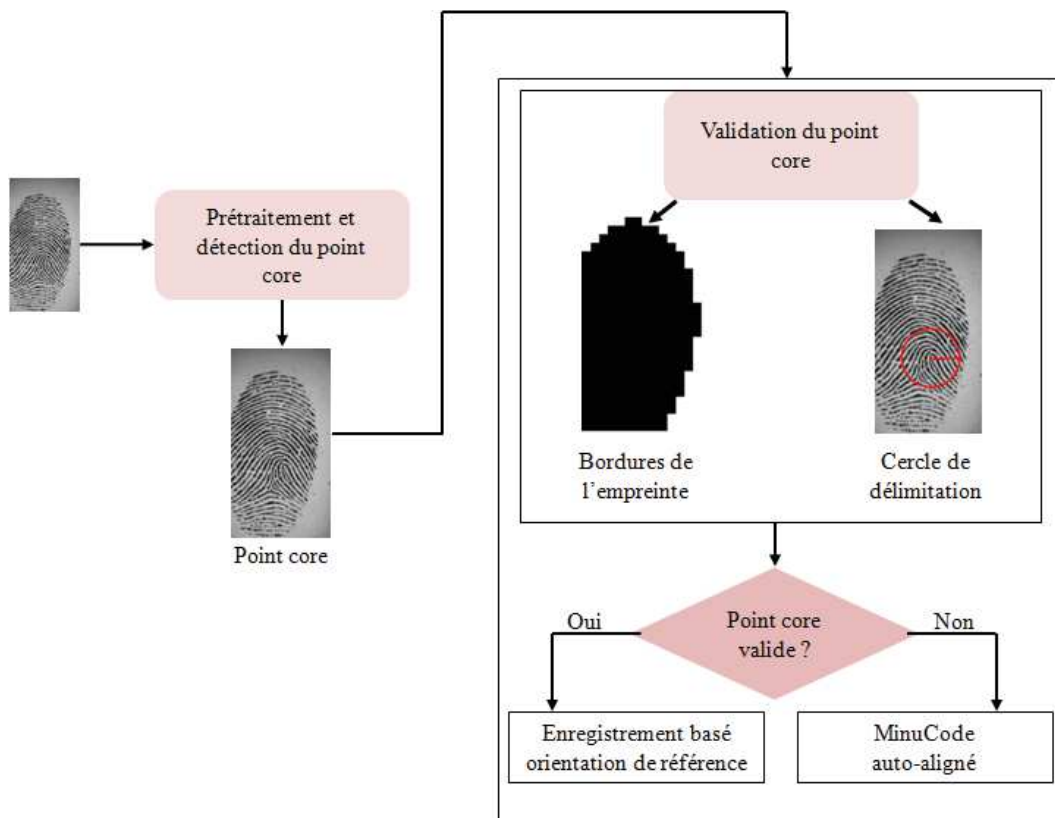 Prétraitement et
détection du point
core
Point core
Validation du point
core
Bordures de
l'empreinte
Cercle de
délimitation
Point core
valide ?
Oui
Non
Enregistrement basé
orientation de référence
MinuCode
auto-aligné